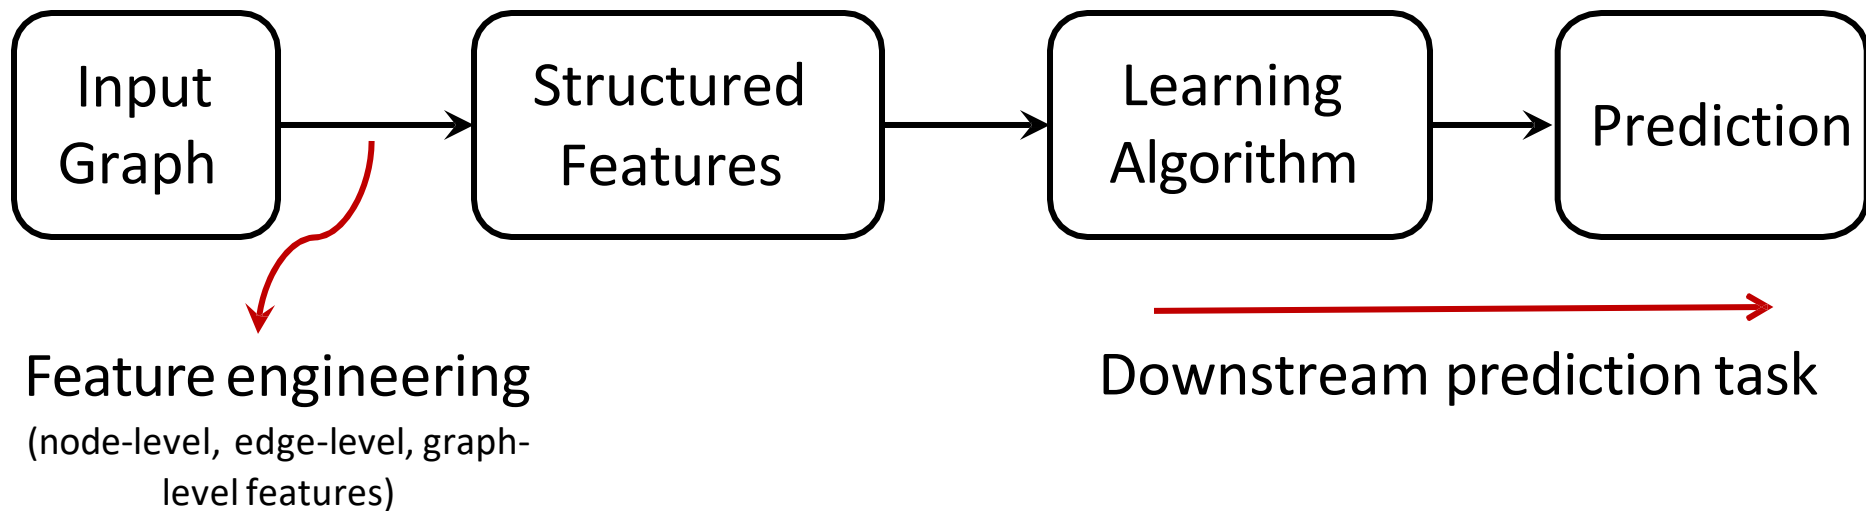 Input
Graph
Structured
Features
Learning
Algorithm
Prediction
Feature engineering
(node-level, edge-level, graph-
level features)
Downstream prediction task